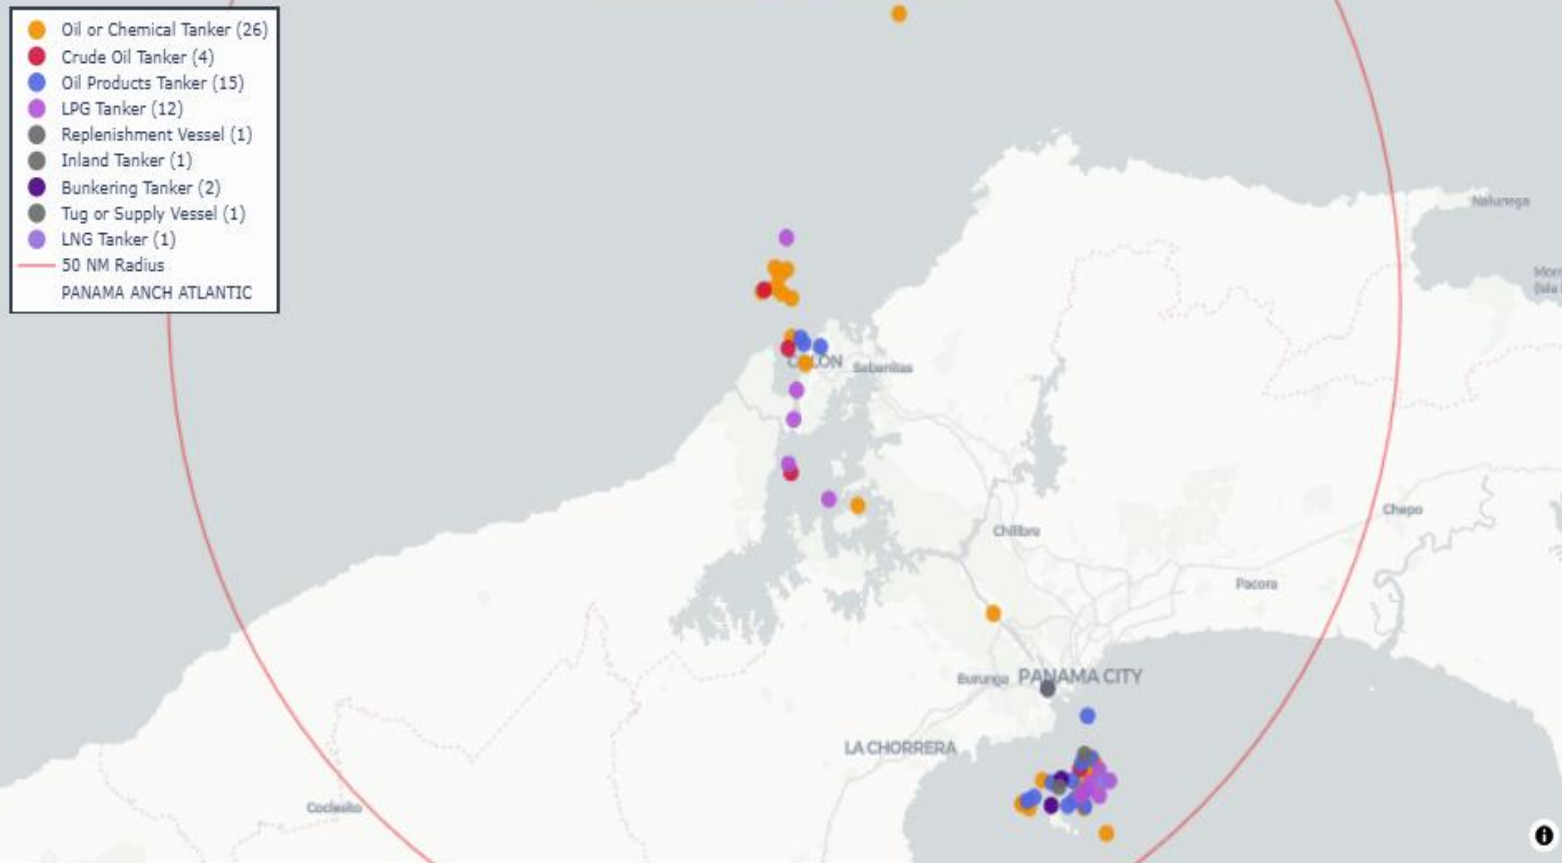 Oil or Chemical Tanker (26)
Crude Oil Tanker (4)
Oil Products Tanker (15)
LPG Tanker (12)
Replenishment Vessel (1)
Inland Tanker (1)
Bunkering Tanker (2)
Tug or Supply Vessel (1)
LNG Tanker (1)
50 NM Radius
PANAMA ANCH ATLANTIC
Nalunega
COLON
Sabanitas
Chepo
Chilibre
Pacora
Burunga
PANAMA CITY
LA CHORRERA
Coclesito